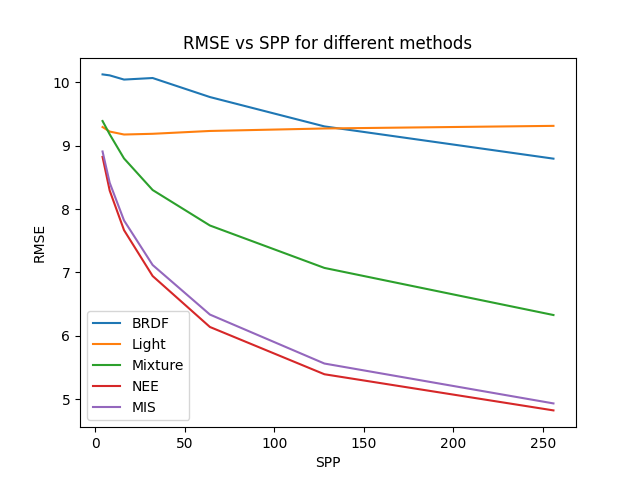 RMSE vs SPP for different methods
10
9
8
7
6
5
RMSE
BRDF
Light
Mixture
NEE
MIS
0 50 100 150 200 250
SPP